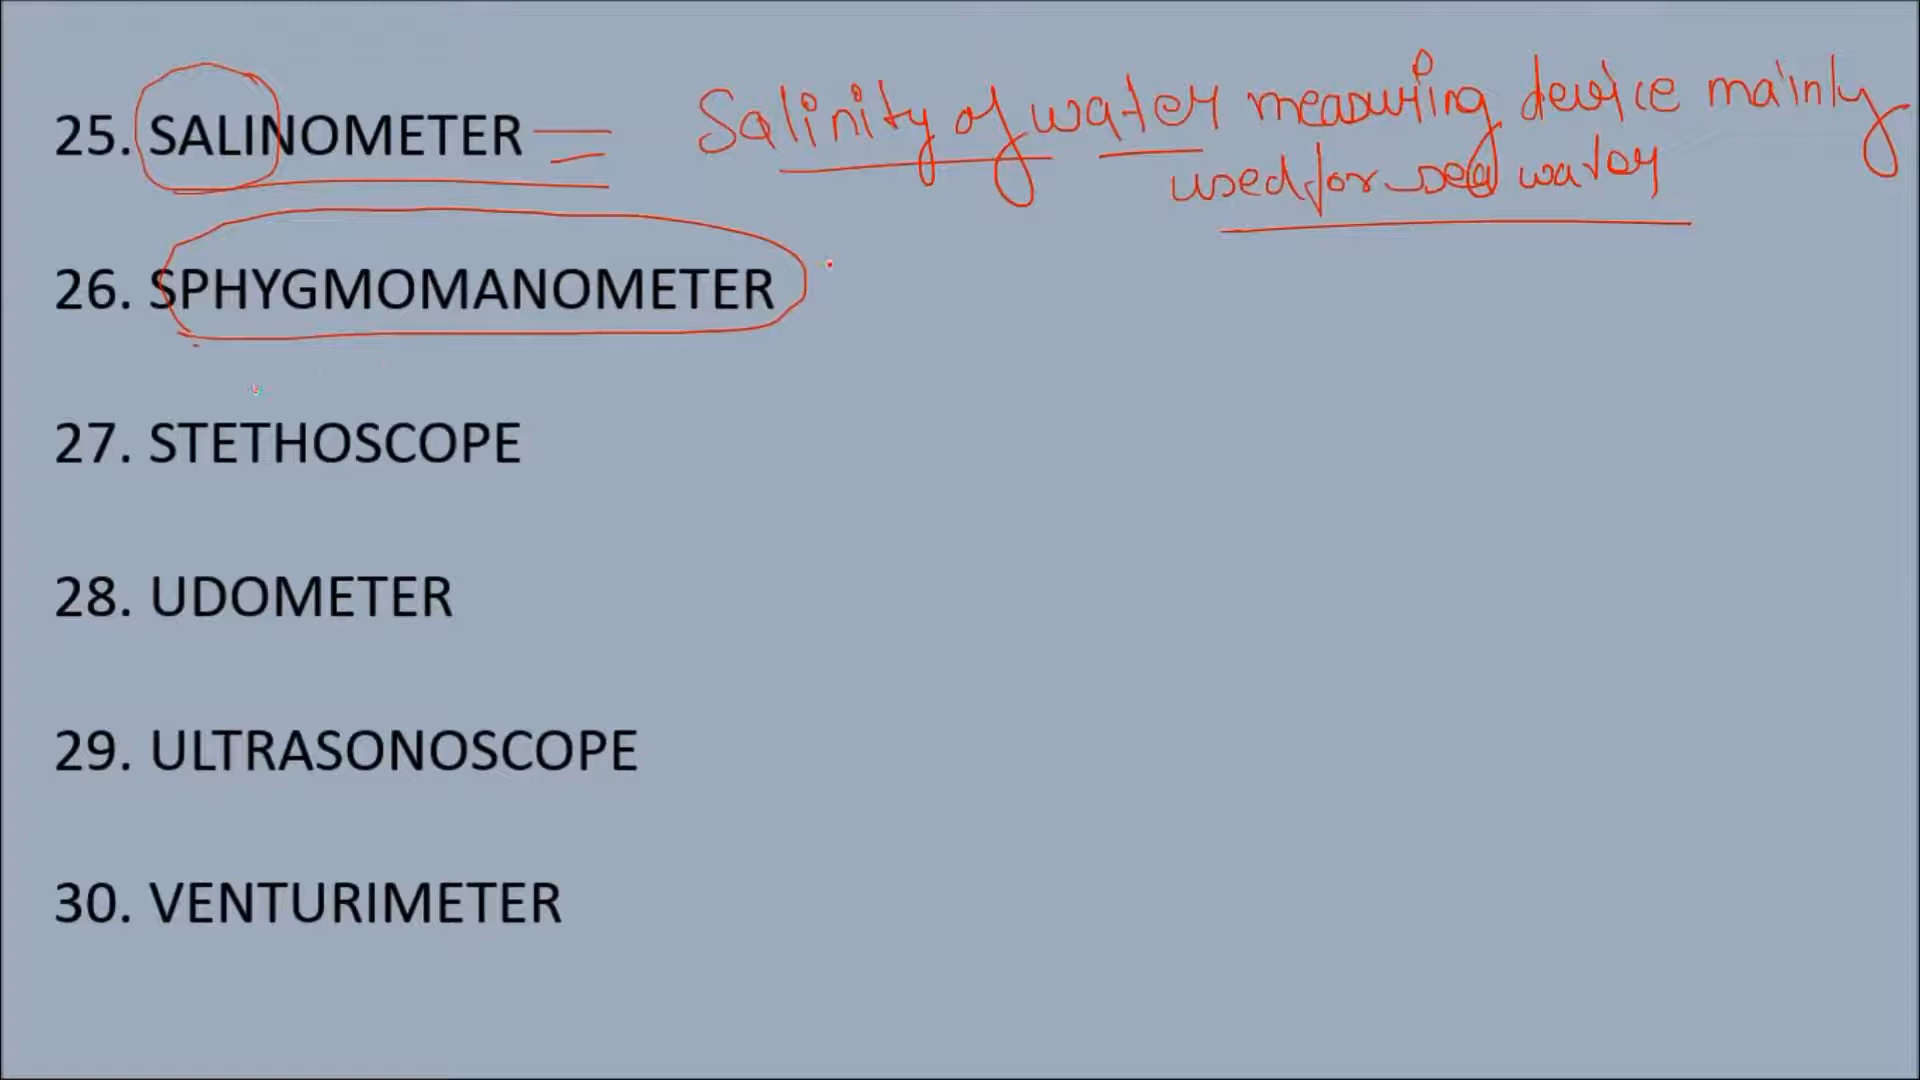 25. SALINOMETER Salinity of water measuring device mainly
used for sea water
26. SPHYGMOMANOMETER
27. STETHOSCOPE
28. UDOMETER
29. ULTRASONOSCOPE
30. VENTURIMETER